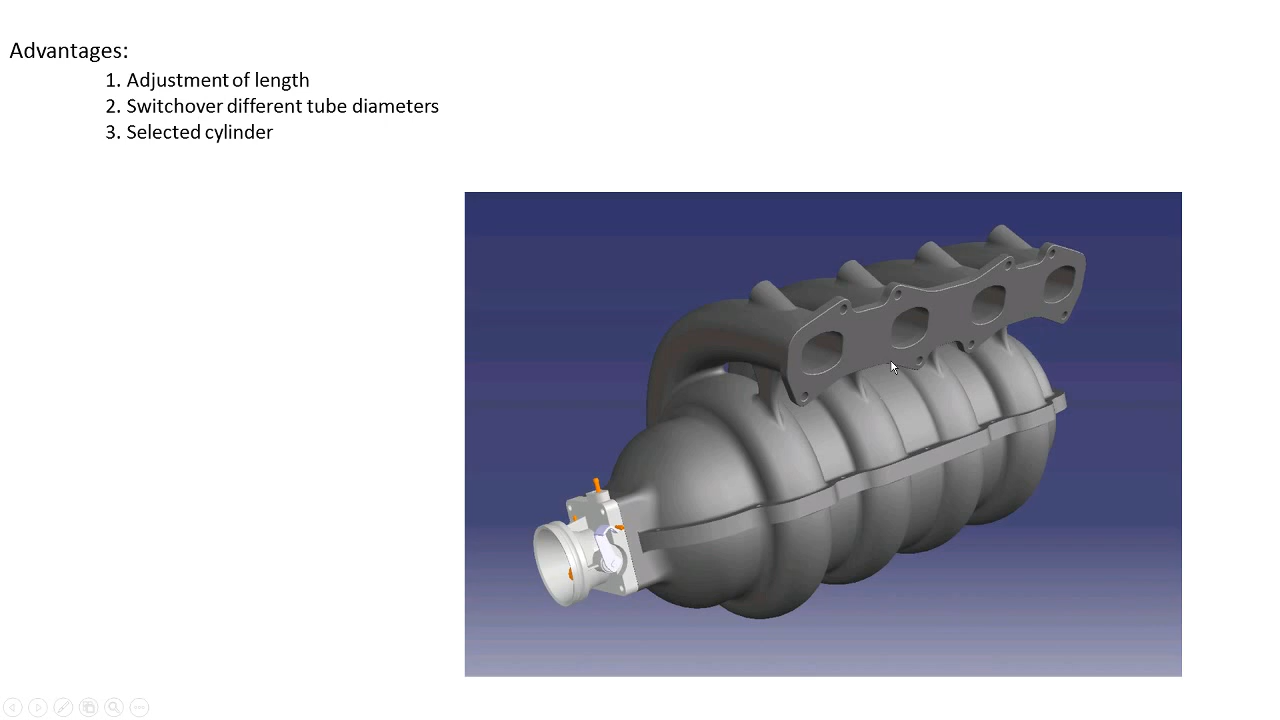 Advantages:
1. Adjustment of length
2. Switchover different tube diameters
3. Selected cylinder